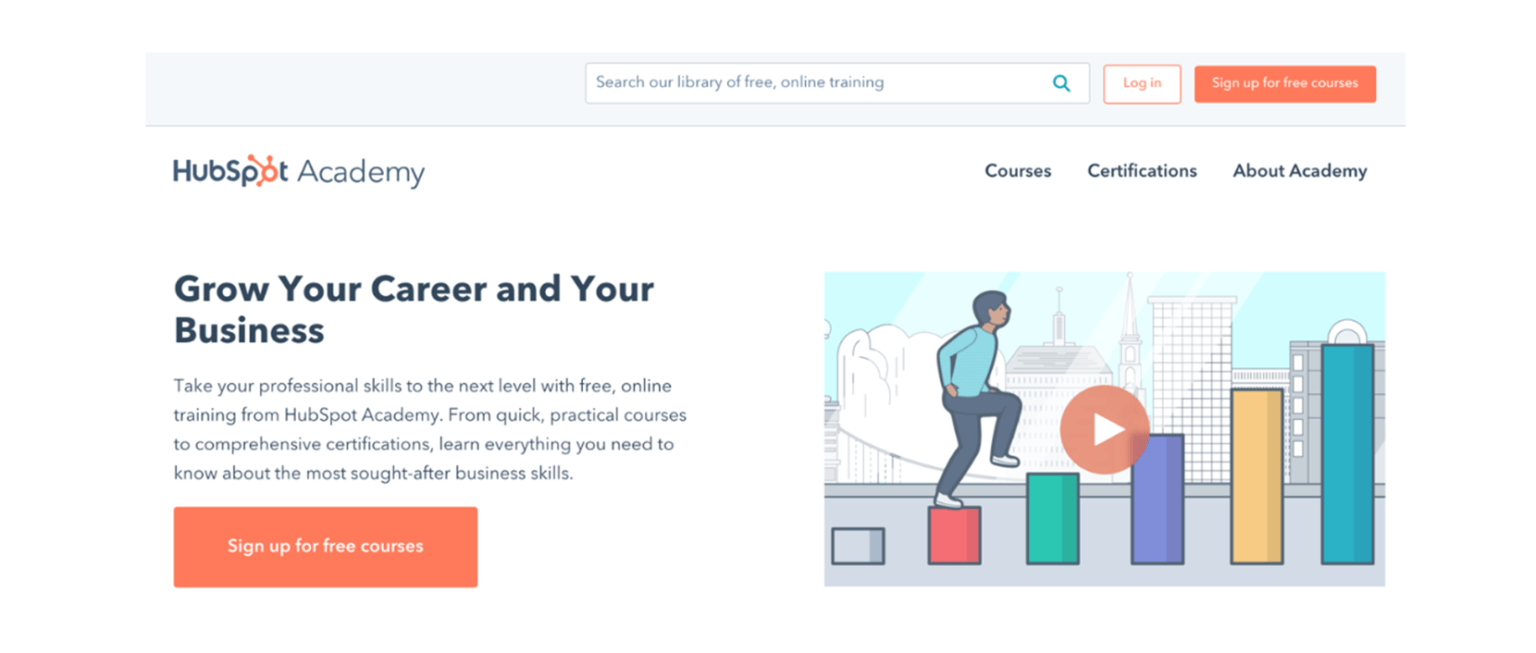 Search our library of free, online training
Log in
Sign up for free courses
HubSpot Academy
Courses
Certifications
About Academy
Grow Your Career and Your
Business
Take your professional skills to the next level with free, online
training from HubSpot Academy. From quick, practical courses
to comprehensive certifications, learn everything you need to
know about the most sought-after business skills.
Sign up for free courses